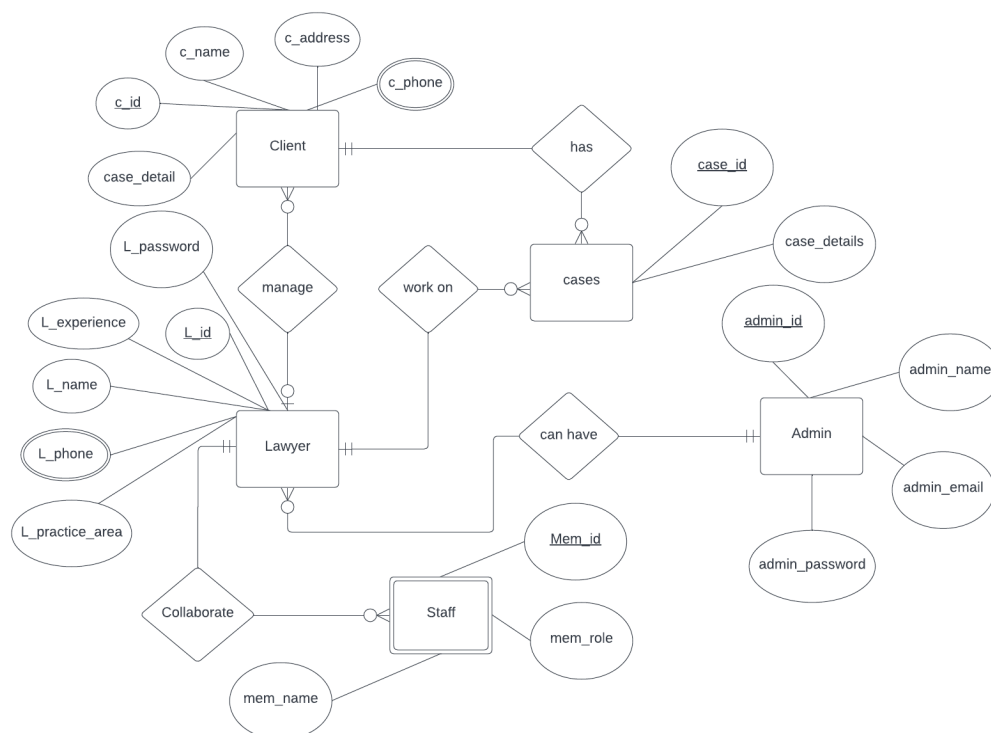 c_address
c_name
c_phone
c_id
Client
has
case_id
case_detail
case_details
L_password
manage
work on
cases
L_experience
L_id
admin_id
L_name
admin_name
can have
Admin
Lawyer
L_phone
admin_email
L_practice_area
Mem_id
admin_password
Collaborate
Staff
mem_role
mem_name